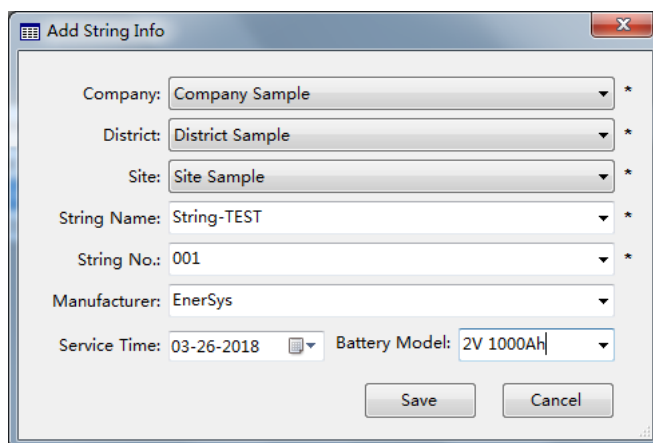 Add String Info
Company: Company Sample *
District: District Sample *
Site: Site Sample *
String Name: String-TEST *
String No.: 001 *
Manufacturer: EnerSys
Service Time: 03-26-2018 Battery Model: 2V 1000Ah
Save Cancel